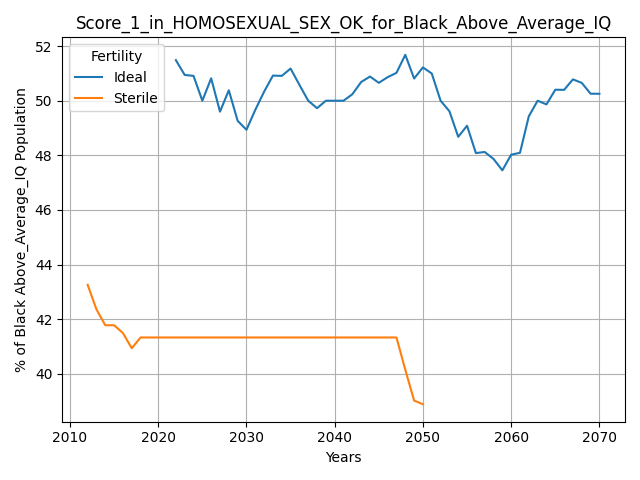 Score_1_in_HOMOSEXUAL_SEX_OK_for_Black_Above_Average_IQ
% of Black Above_Average_IQ Population
52
50
48
46
44
42
40
Fertility
Ideal
Sterile
2010 2020 2030 2040 2050 2060 2070
Years